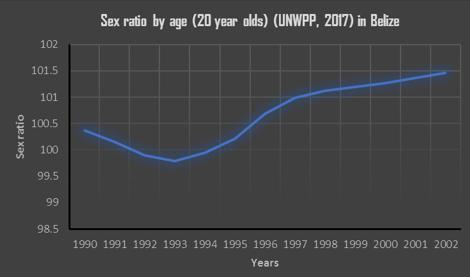 Sex ratio by age (20 year olds) (UNWPP, 2017) in Belize
102
101.5
101
100.5
100
99.5
99
98.5
Sex ratio
1990 1991 1992 1993 1994 1995 1996 1997 1998 1999 2000 2001 2002
Years